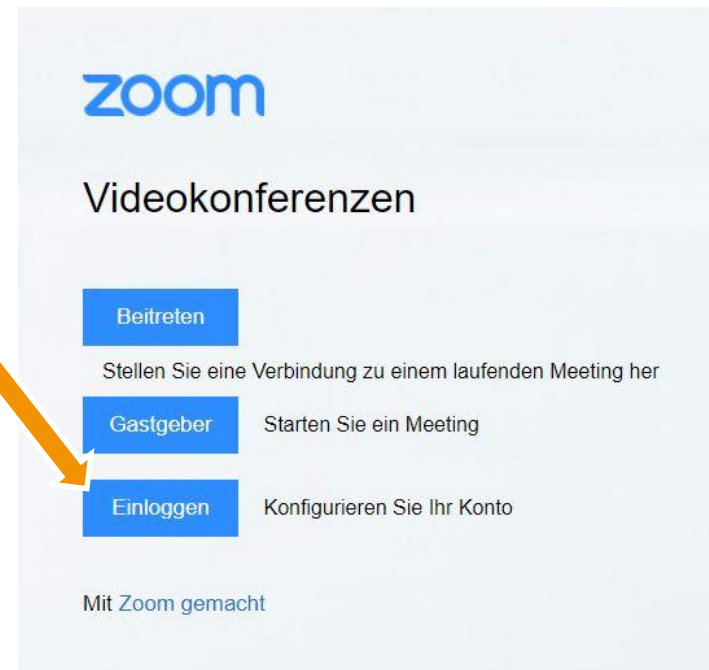 zoom
Videokonferenzen
Beitreten
Stellen Sie eine Verbindung zu einem laufenden Meeting her
Gastgeber Starten Sie ein Meeting
Einloggen Konfigurieren Sie Ihr Konto
Mit Zoom gemacht